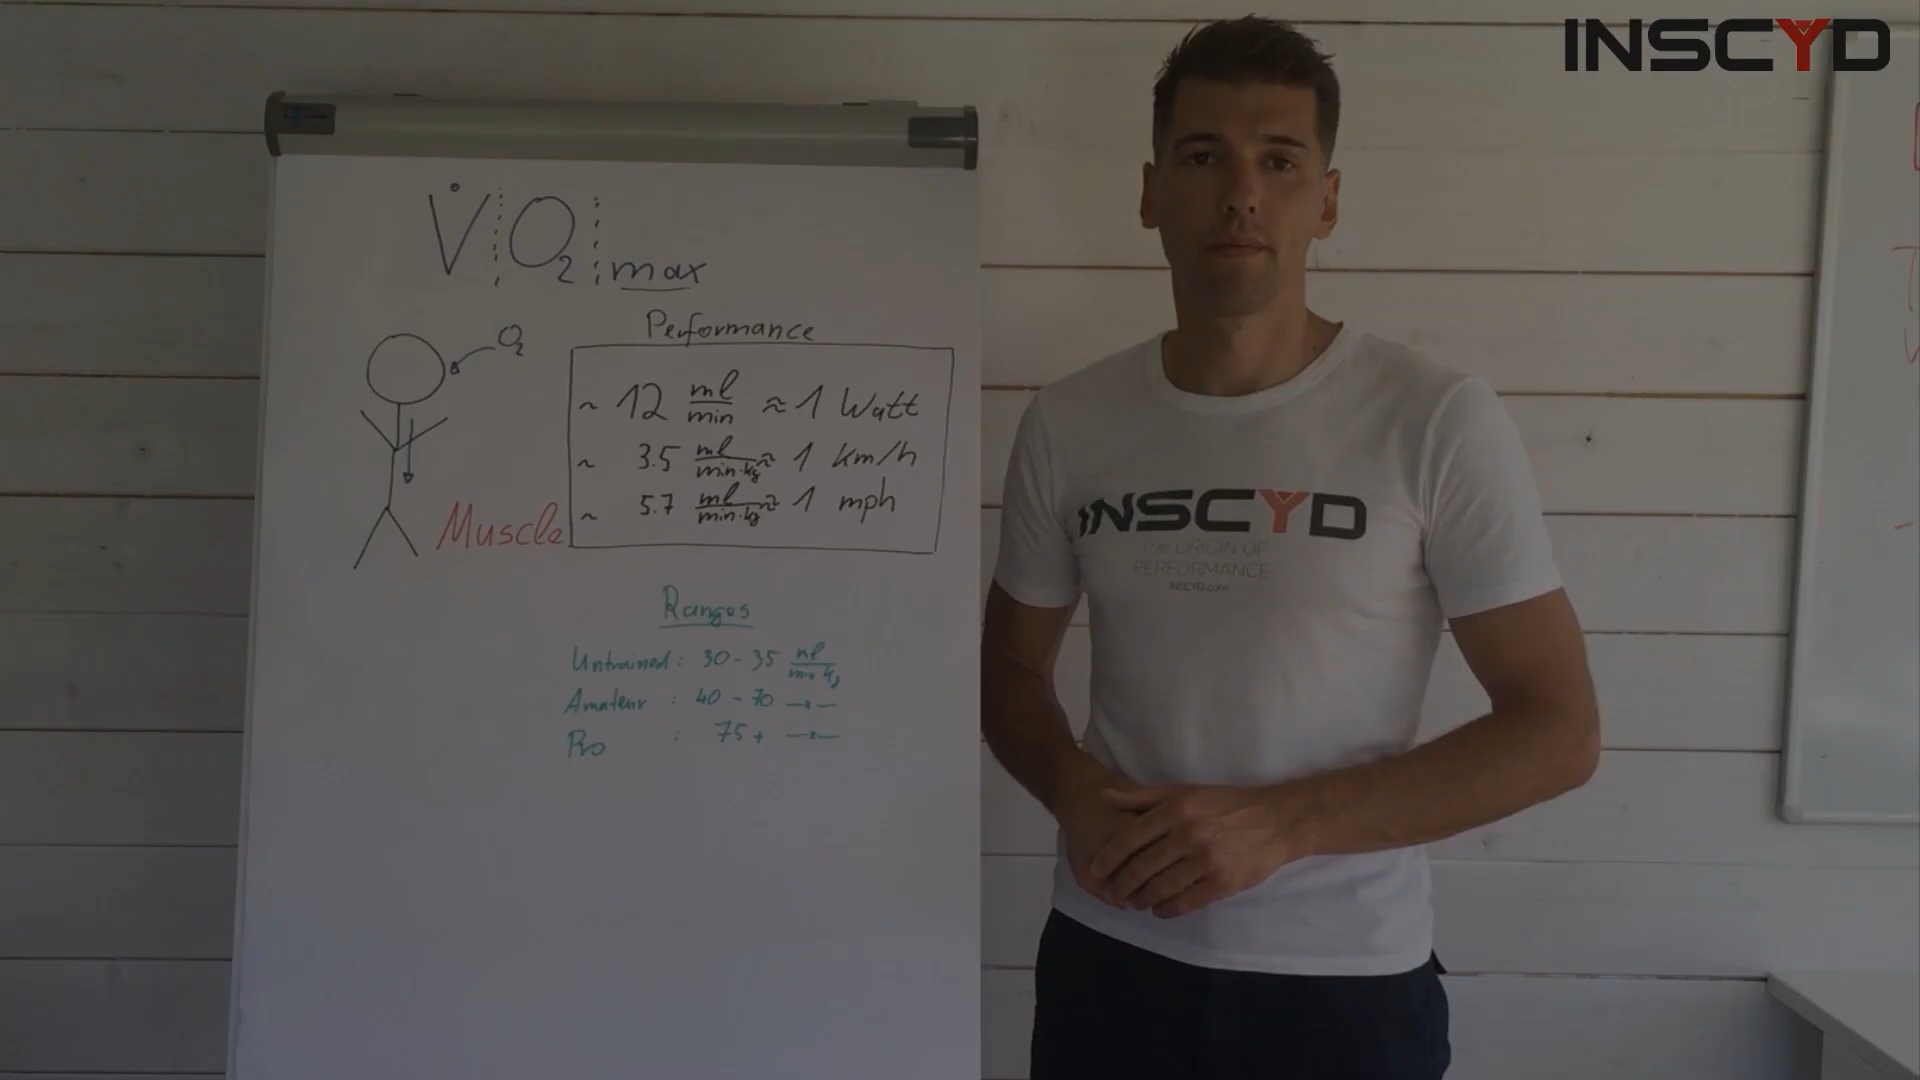 INSCYD
V̇ O₂ max
O₂
Performance
~ 12 ml/min ≈ 1 Watt
~ 3.5 ml/min·kg ≈ 1 km/h
~ 5.7 ml/min·kg ≈ 1 mph
Muscle
Ranges
Untrained : 30 - 35 ml/min kg
Amateur : 40 - 70
Pro : 75 +
INSCYD
The ORIGIN OF
PERFORMANCE
INSCYD.com